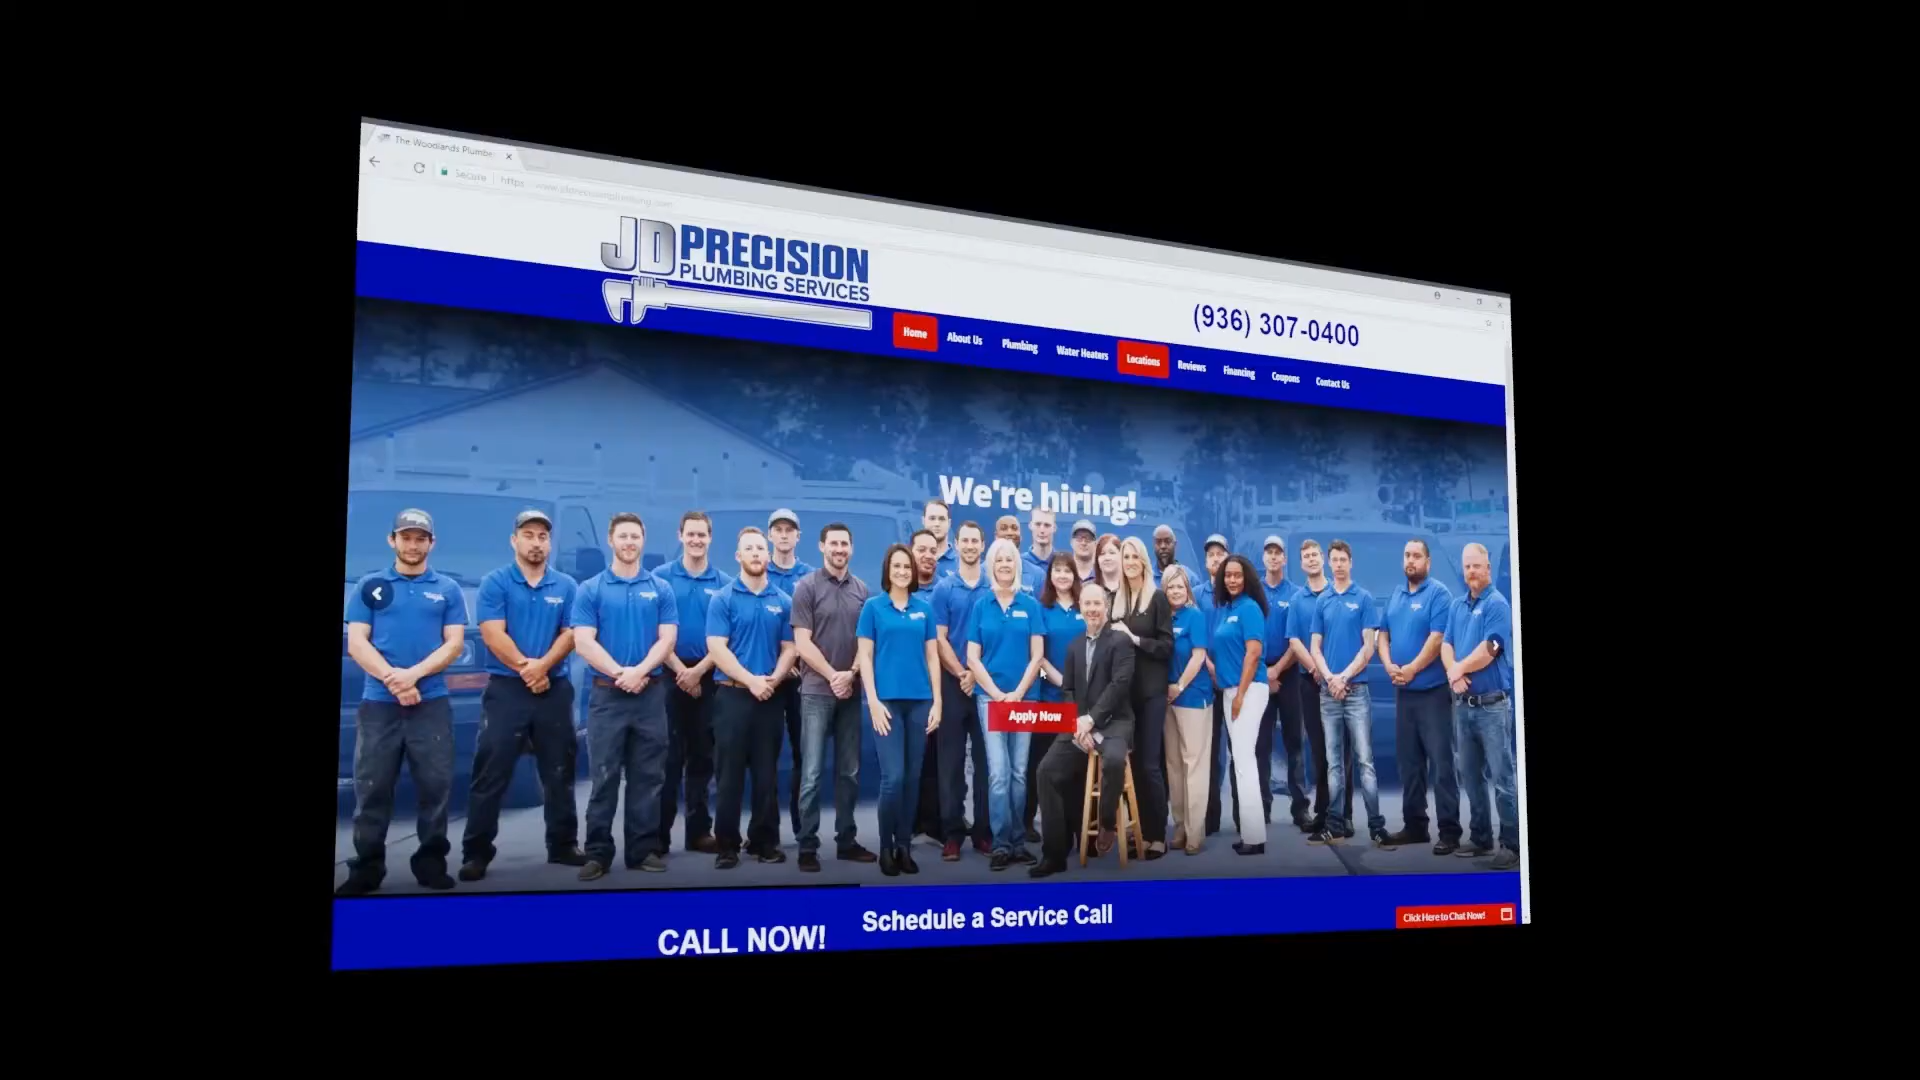 The Woodlands Plumbe
Secure https
JD PRECISION
PLUMBING SERVICES
(936) 307-0400
Home About Us Plumbing Water Heaters Locations Reviews Financing Coupons Contact Us
We're hiring!
Apply Now
CALL NOW!
Schedule a Service Call
Click Here to Chat Now!